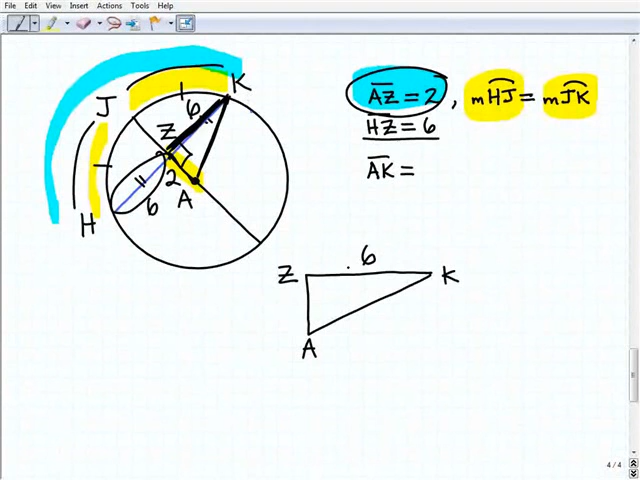 File Edit View Insert Actions Tools Help
K
J
6
Z
2
A
6
H
AZ = 2, mHJ = mJK
HZ = 6
AK =
6
Z K
A
4 / 4